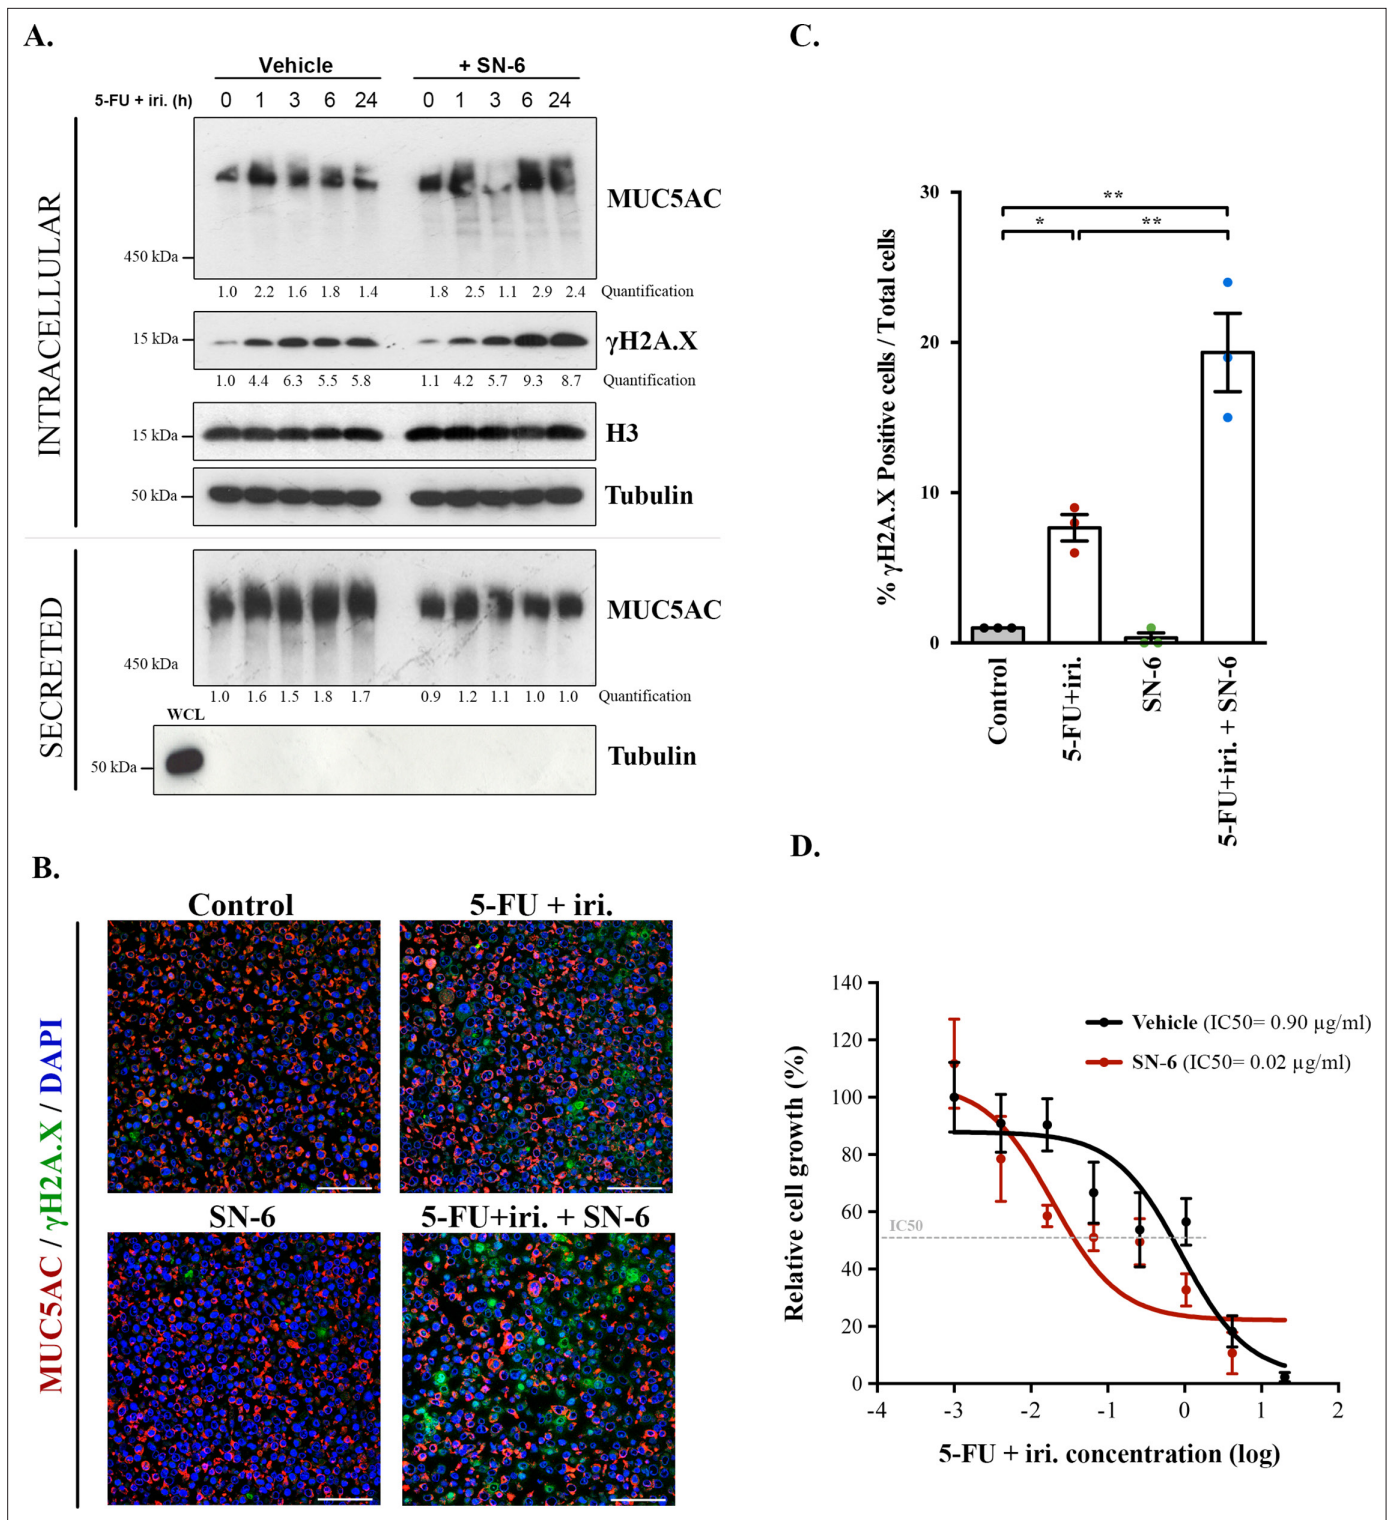 A.
Vehicle + SN-6
5-FU + iri. (h) 0 1 3 6 24 0 1 3 6 24
INTRACELLULAR
MUC5AC
450 kDa
1.0 2.2 1.6 1.8 1.4 1.8 2.5 1.1 2.9 2.4 Quantification
15 kDa
γH2A.X
1.0 4.4 6.3 5.5 5.8 1.1 4.2 5.7 9.3 8.7 Quantification
15 kDa H3
50 kDa Tubulin
SECRETED
MUC5AC
450 kDa
1.0 1.6 1.5 1.8 1.7 0.9 1.2 1.1 1.0 1.0 Quantification
WCL
50 kDa Tubulin
B.
MUC5AC / γH2A.X / DAPI
Control 5-FU + iri.
SN-6 5-FU+iri. + SN-6
C.
% γH2A.X Positive cells / Total cells
30
20
10
0
**
* **
Control
5-FU+iri.
SN-6
5-FU+iri. + SN-6
D.
Relative cell growth (%)
140
120
100
80
60
40
20
0
Vehicle (IC50= 0.90 µg/ml)
SN-6 (IC50= 0.02 µg/ml)
IC50
-4 -3 -2 -1 0 1 2
5-FU + iri. concentration (log)